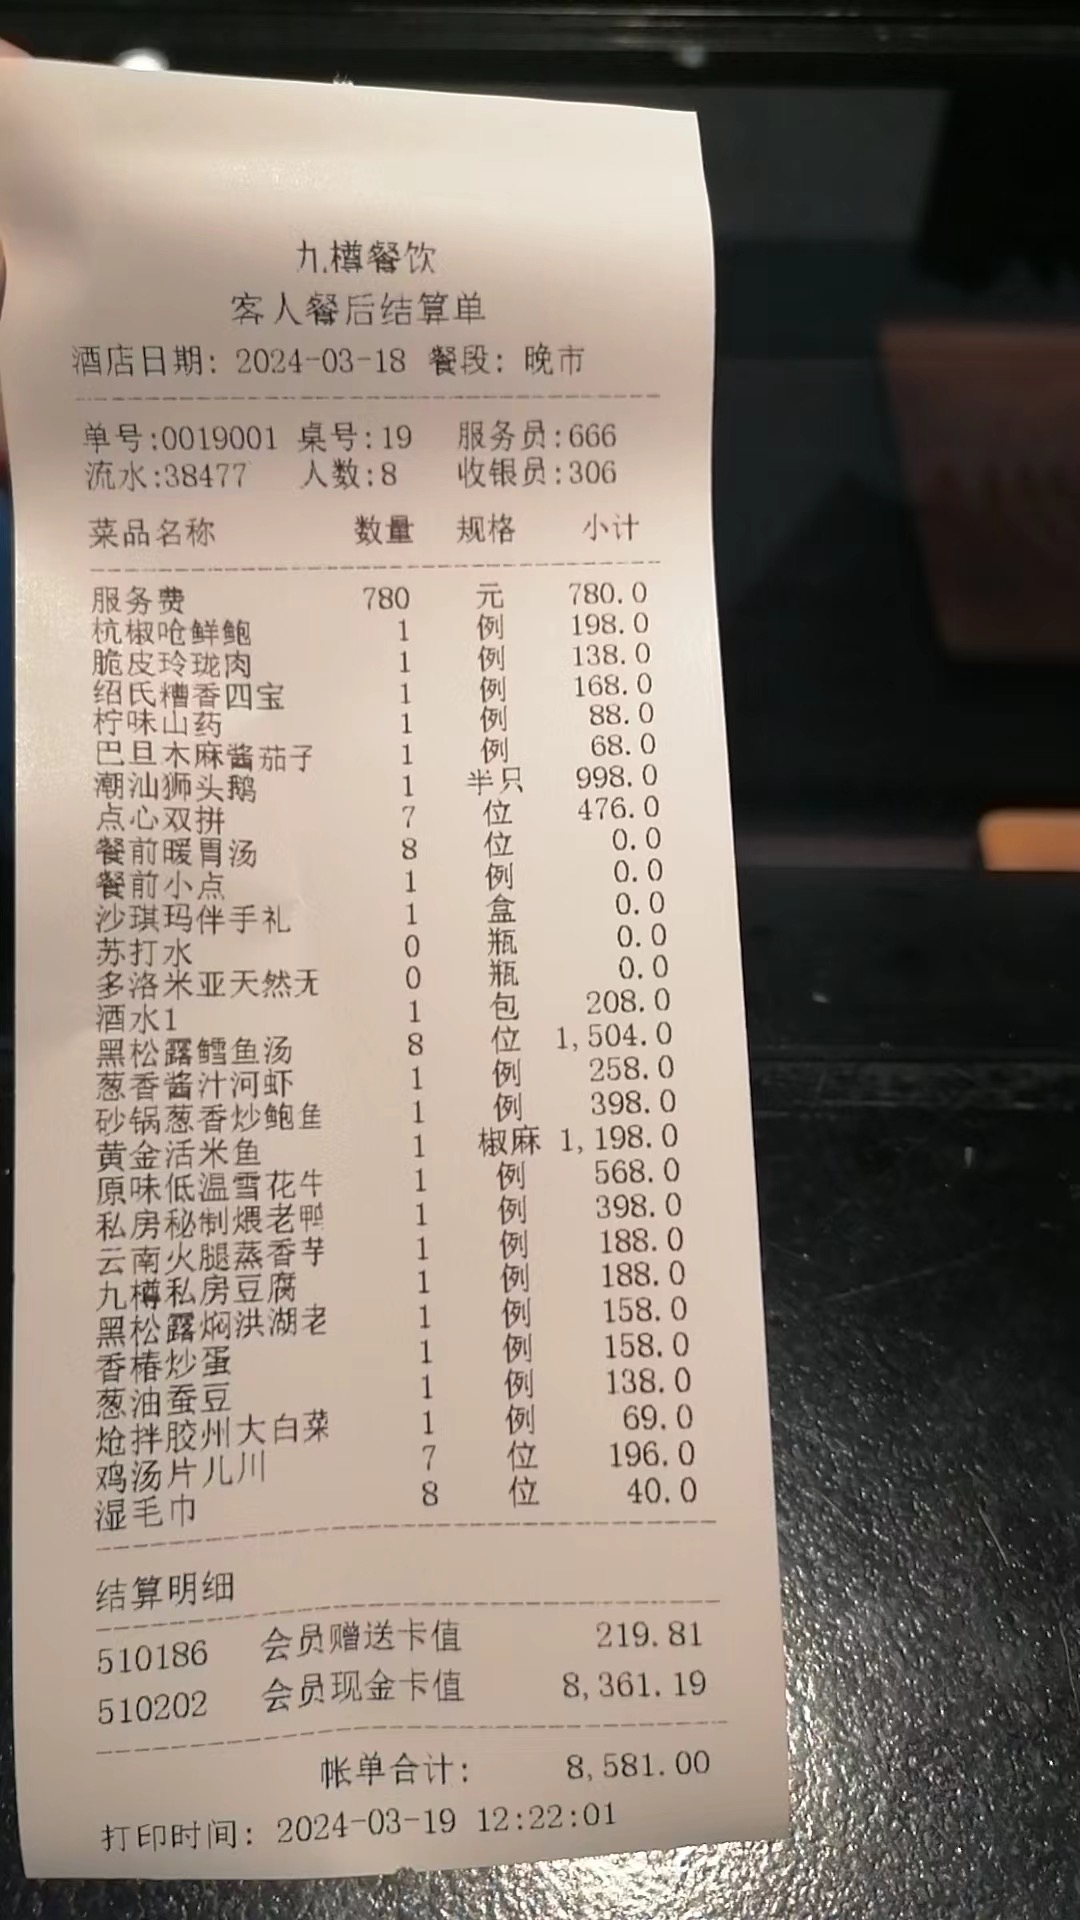 九樽餐饮
客人餐后结算单
酒店日期: 2024-03-18 餐段: 晚市
单号:0019001 桌号:19 服务员:666
流水:38477 人数:8 收银员:306
菜品名称 数量 规格 小计
服务费 780 元 780.0
杭椒呛鲜鲍 1 例 198.0
脆皮玲珑肉 1 例 138.0
绍氏糟香四宝 1 例 168.0
柠味山药 1 例 88.0
巴旦木麻酱茄子 1 例 68.0
潮汕狮头鹅 1 半只 998.0
点心双拼 7 位 476.0
餐前暖胃汤 8 位 0.0
餐前小点 1 例 0.0
沙琪玛伴手礼 1 盒 0.0
苏打水 0 瓶 0.0
多洛米亚天然无 0 瓶 0.0
酒水1 1 包 208.0
黑松露鳕鱼汤 8 位 1,504.0
葱香酱汁河虾 1 例 258.0
砂锅葱香炒鲍鱼 1 例 398.0
黄金活米鱼 1 椒麻 1,198.0
原味低温雪花牛 1 例 568.0
私房秘制煨老鸭 1 例 398.0
云南火腿蒸香芋 1 例 188.0
九樽私房豆腐 1 例 188.0
黑松露焖洪湖老 1 例 158.0
香椿炒蛋 1 例 158.0
葱油蚕豆 1 例 138.0
炝拌胶州大白菜 1 例 69.0
鸡汤片儿川 7 位 196.0
湿毛巾 8 位 40.0
结算明细
510186 会员赠送卡值 219.81
510202 会员现金卡值 8,361.19
帐单合计: 8,581.00
打印时间: 2024-03-19 12:22:01